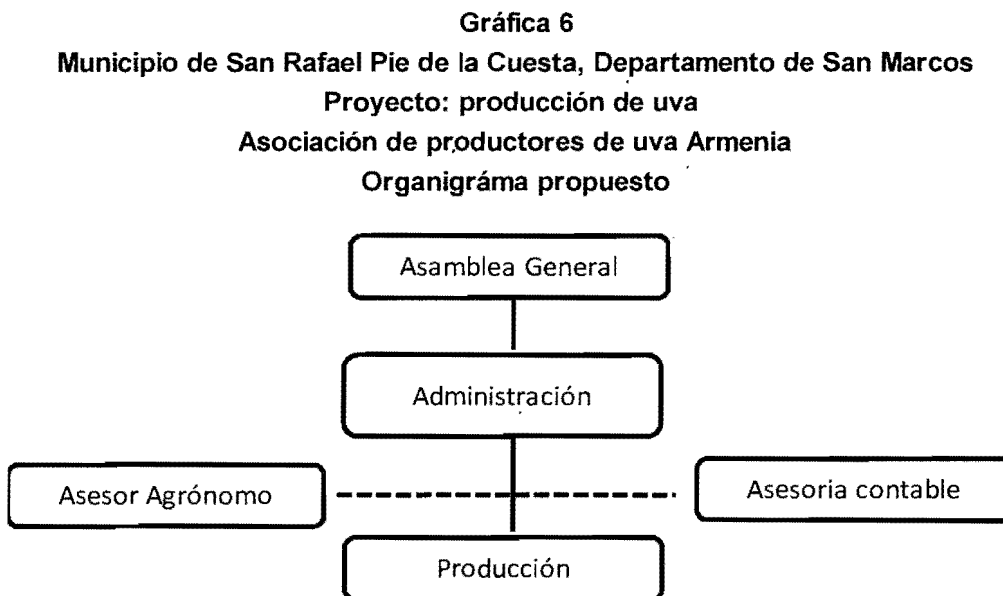 Gráfica 6
Municipio de San Rafael Pie de la Cuesta, Departamento de San Marcos
Proyecto: producción de uva
Asociación de productores de uva Armenia
Organigráma propuesto
Asamblea General
Administración
Asesor Agrónomo
Asesoria contable
Producción